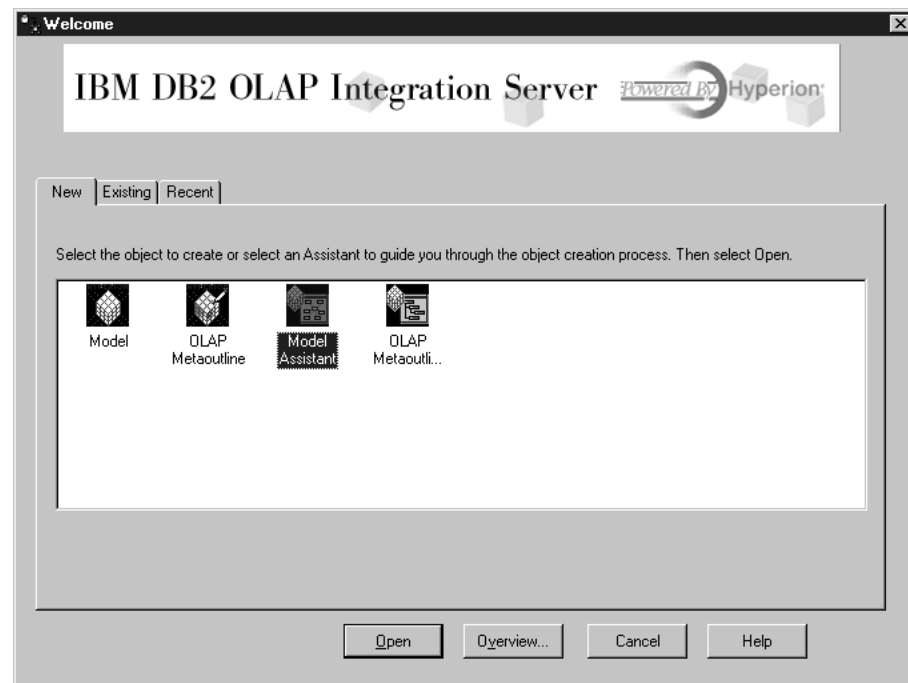 Welcome
IBM DB2 OLAP Integration Server Powered By Hyperion
New Existing Recent
Select the object to create or select an Assistant to guide you through the object creation process. Then select Open.
Model
OLAP Metaoutline
Model Assistant
OLAP Metaoutli...
Open Overview... Cancel Help